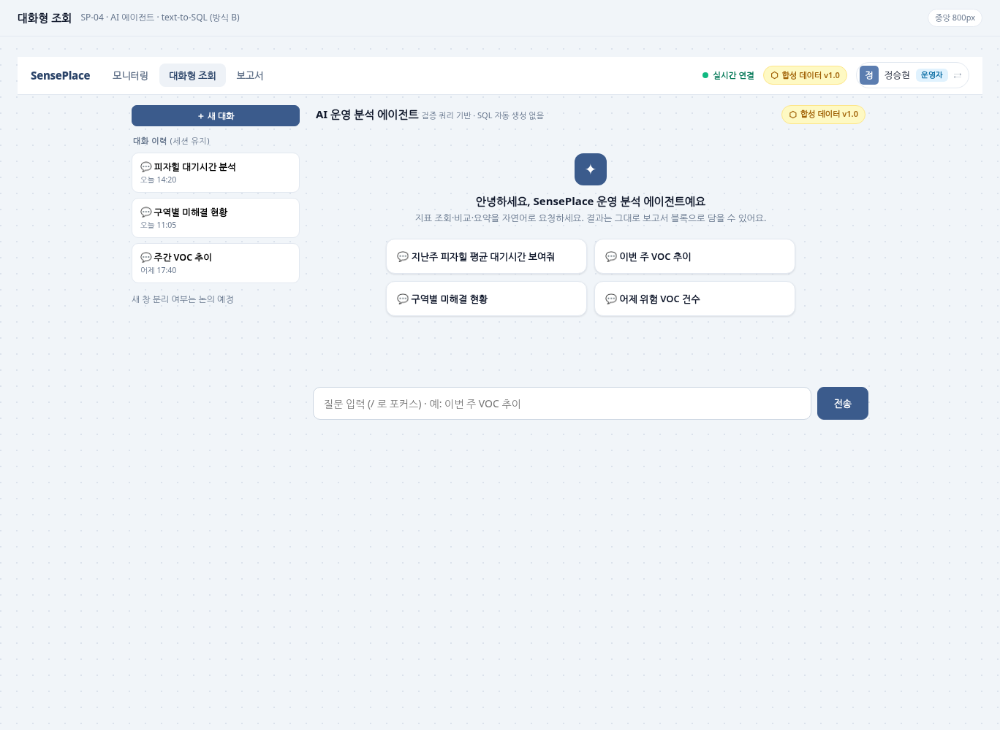 대화형 조회 SP-04 · AI 에이전트 · text-to-SQL (방식 B) 중앙 800px
SensePlace 모니터링 대화형 조회 보고서 실시간 연결 ⬡ 합성 데이터 v1.0 정 정승현 운영자 ⇄
+ 새 대화
AI 운영 분석 에이전트 검증 쿼리 기반 · SQL 자동 생성 없음 ⬡ 합성 데이터 v1.0
대화 이력 (세션 유지)
💬 피자힐 대기시간 분석
오늘 14:20
💬 구역별 미해결 현황
오늘 11:05
💬 주간 VOC 추이
어제 17:40
새 창 분리 여부는 논의 예정
✦
안녕하세요, SensePlace 운영 분석 에이전트예요
지표 조회·비교·요약을 자연어로 요청하세요. 결과는 그대로 보고서 블록으로 담을 수 있어요.
💬 지난주 피자힐 평균 대기시간 보여줘
💬 이번 주 VOC 추이
💬 구역별 미해결 현황
💬 어제 위험 VOC 건수
질문 입력 (/ 로 포커스) · 예: 이번 주 VOC 추이
전송